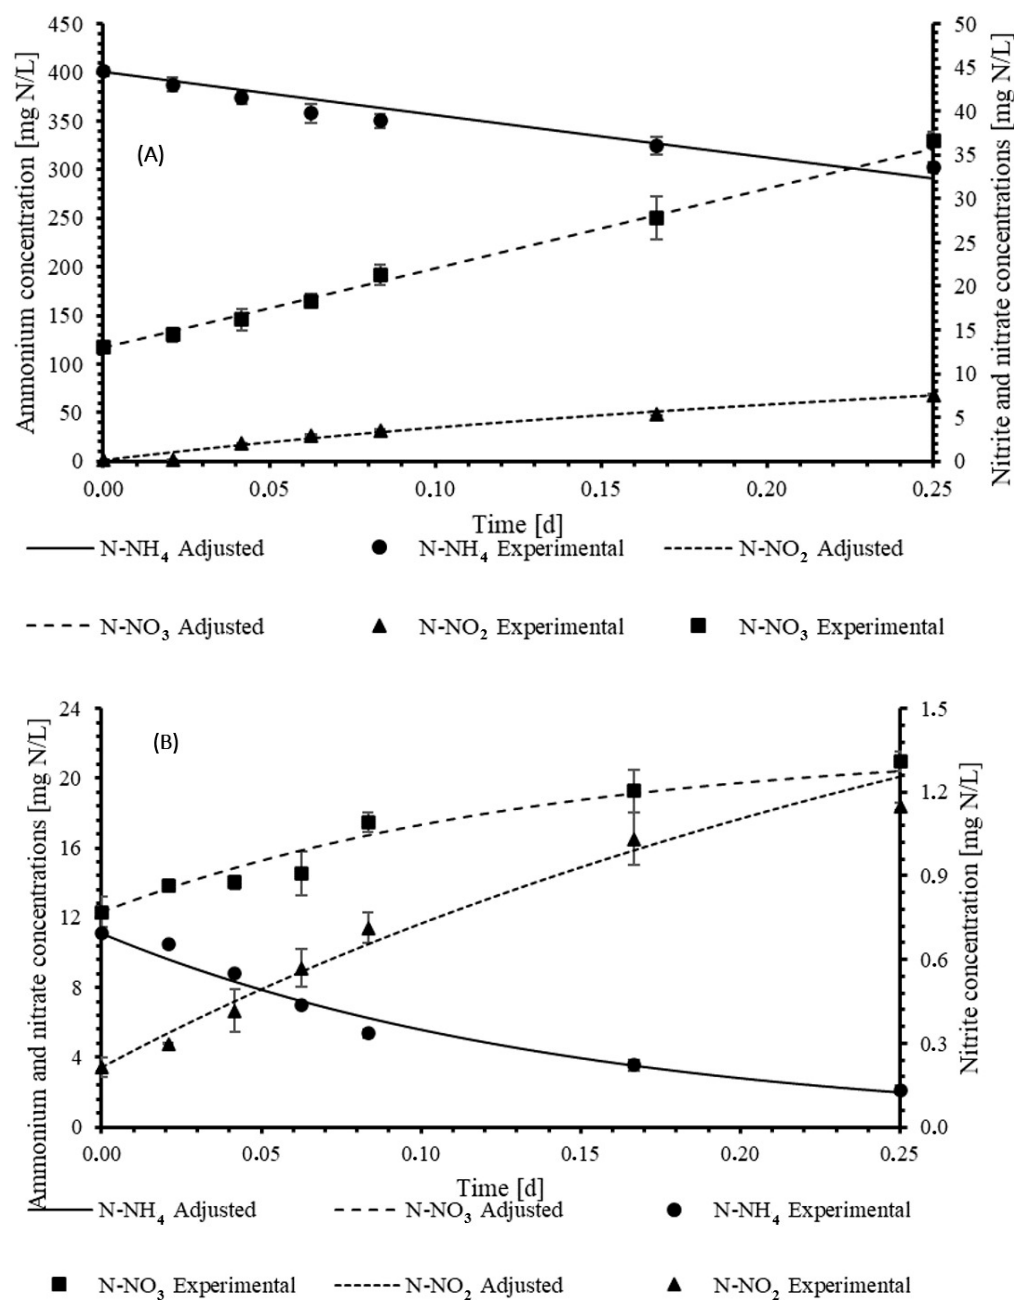 Ammonium concentration [mg N/L]
450
400
350
300
250
200
150
100
50
0
(A)
50
45
40
35
30
25
20
15
10
5
0
Nitrite and nitrate concentrations [mg N/L]
0.00 0.05 0.10 0.15 0.20 0.25
Time [d]
N-NH₄ Adjusted N-NH₄ Experimental N-NO₂ Adjusted
N-NO₃ Adjusted N-NO₂ Experimental N-NO₃ Experimental
Ammonium and nitrate concentrations [mg N/L]
24
20
16
12
8
4
0
(B)
1.5
1.2
0.9
0.6
0.3
0.0
Nitrite concentration [mg N/L]
0.00 0.05 0.10 0.15 0.20 0.25
Time [d]
N-NH₄ Adjusted N-NO₃ Adjusted N-NH₄ Experimental
N-NO₃ Experimental N-NO₂ Adjusted N-NO₂ Experimental